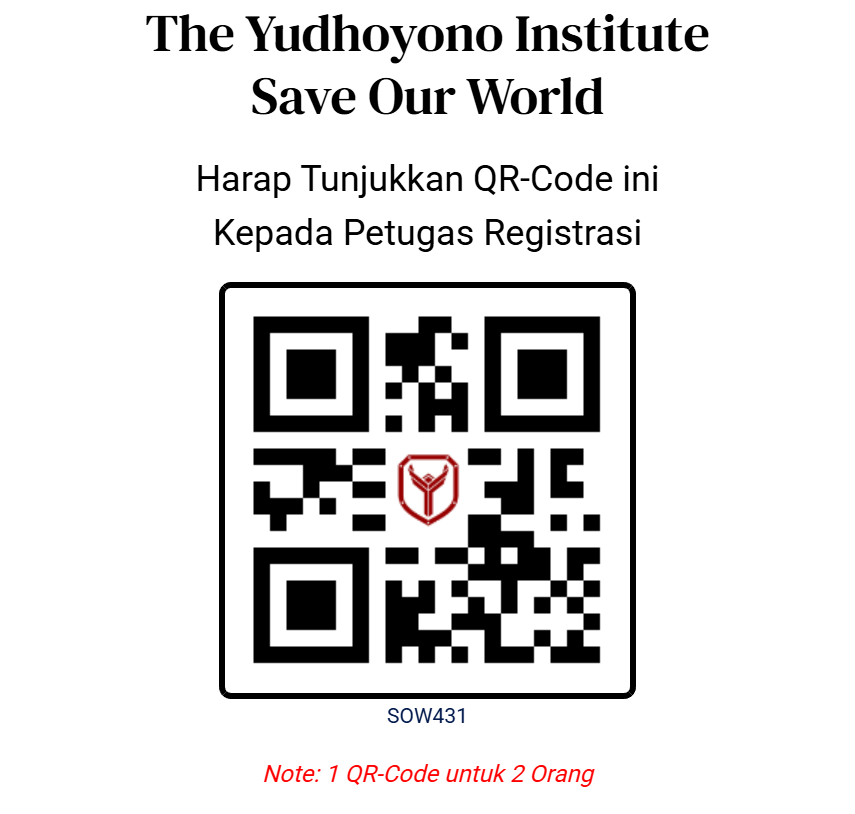 The Yudhoyono Institute
Save Our World
Harap Tunjukkan QR-Code ini
Kepada Petugas Registrasi
SOW431
Note: 1 QR-Code untuk 2 Orang